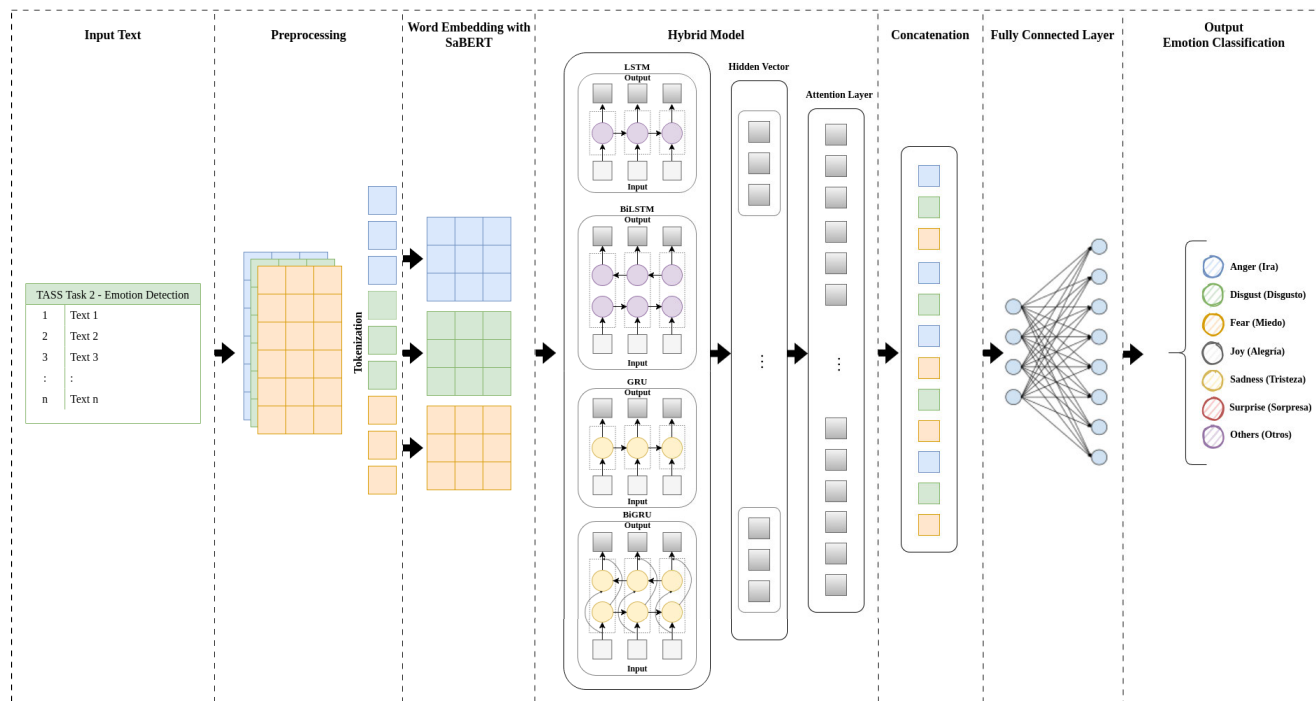 Input Text
Preprocessing
Word Embedding with
SaBERT
Hybrid Model
Concatenation
Fully Connected Layer
Output
Emotion Classification
TASS Task 2 - Emotion Detection
1 Text 1
2 Text 2
3 Text 3
: :
n Text n
Tokenization
LSTM
Output
Input
BiLSTM
Output
Input
GRU
Output
Input
BiGRU
Output
Input
Hidden Vector
⋮
Attention Layer
⋮
Anger (Ira)
Disgust (Disgusto)
Fear (Miedo)
Joy (Alegría)
Sadness (Tristeza)
Surprise (Sorpresa)
Others (Otros)